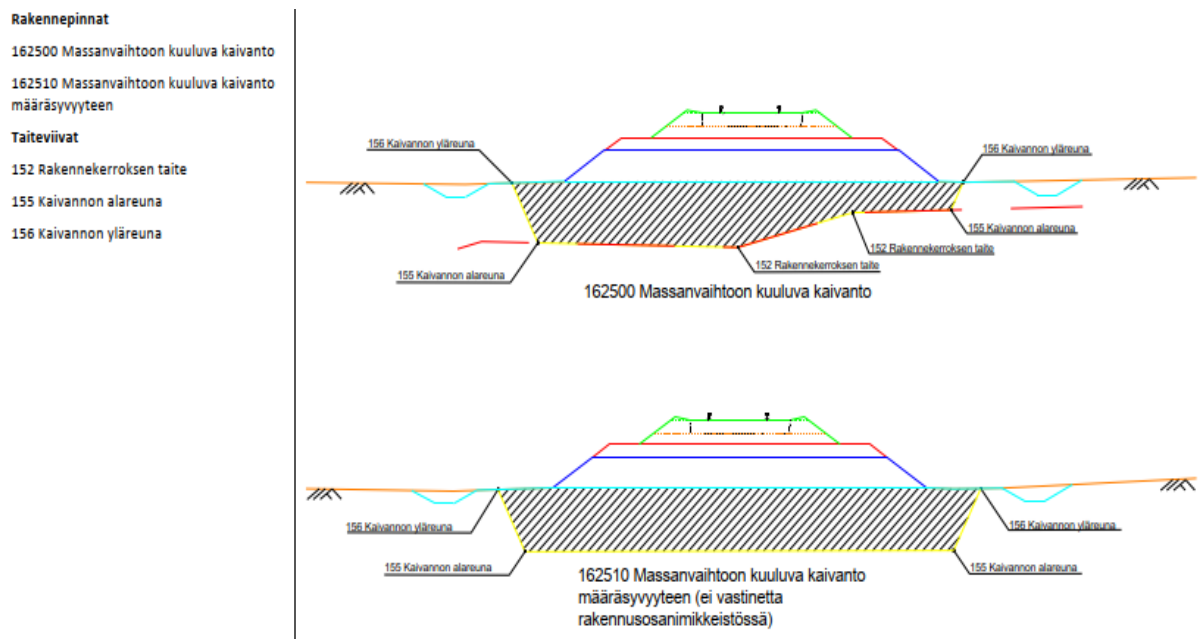 Rakennepinnat
162500 Massanvaihtoon kuuluva kaivanto
162510 Massanvaihtoon kuuluva kaivanto
määräsyvyyteen
Taiteviivat
152 Rakennekerroksen taite
155 Kaivannon alareuna
156 Kaivannon yläreuna
156 Kaivannon yläreuna
156 Kaivannon yläreuna
155 Kaivannon alareuna
152 Rakennekerroksen taite
152 Rakennekerroksen taite
155 Kaivannon alareuna
162500 Massanvaihtoon kuuluva kaivanto
156 Kaivannon yläreuna
156 Kaivannon yläreuna
155 Kaivannon alareuna
155 Kaivannon alareuna
162510 Massanvaihtoon kuuluva kaivanto
määräsyvyyteen (ei vastinetta
rakennusosanimikkeistössä)